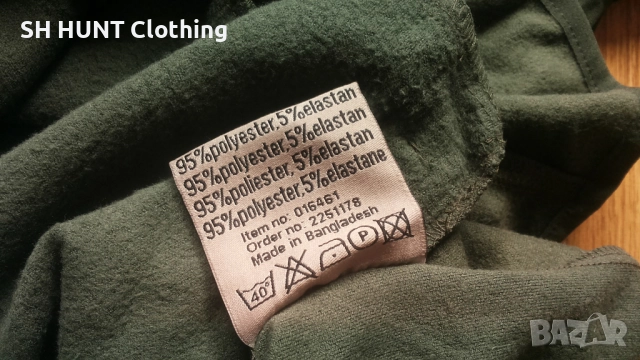 SH HUNT Clothing
95%polyester,5%elastan
95%polyester,5%elastan
95%poliester,5%elastan
95%polyester,5%elastane
Item no: 016461
Order no: 2251178
Made in Bangladesh
40° P
BAZAR